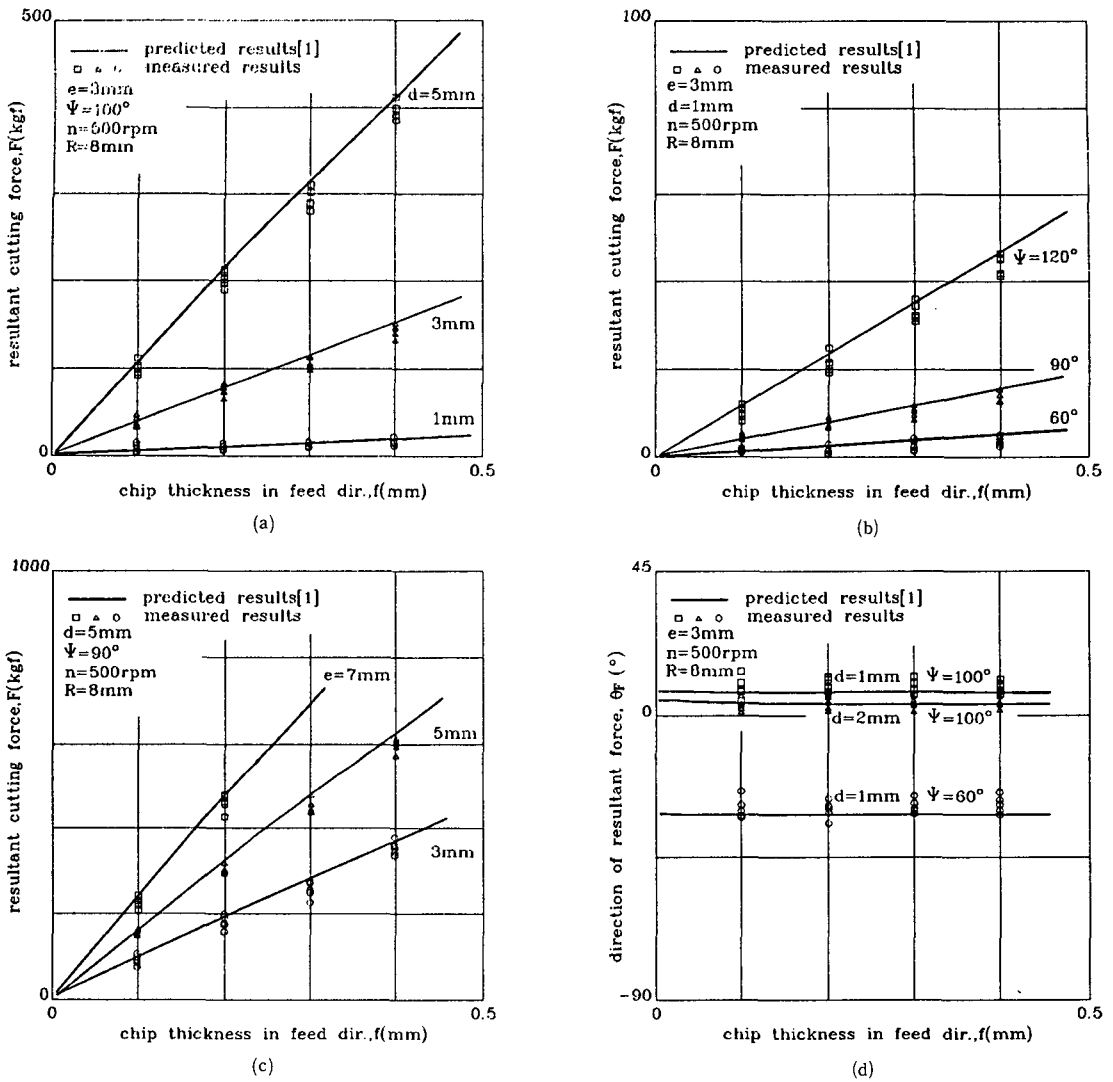 500
predicted results[1]
measured results
e=3mm
Ψ=100°
n=600rpm
R=8mm
d=5mm
3mm
1mm
resultant cutting force,F(kgf)
0
0
0.5
chip thickness in feed dir.,f(mm)
(a)
100
predicted results[1]
measured results
e=3mm
d=1mm
n=500rpm
R=8mm
Ψ=120°
90°
60°
resultant cutting force,F(kgf)
0
0
0.5
chip thickness in feed dir.,f(mm)
(b)
1000
predicted results[1]
measured results
d=5mm
Ψ=90°
n=500rpm
R=8mm
e=7mm
5mm
3mm
resultant cutting force,F(kgf)
0
0
0.5
chip thickness in feed dir.,f(mm)
(c)
45
predicted results[1]
measured results
e=3mm
n=500rpm
R=8mm
d=1mm Ψ=100°
0
d=2mm Ψ=100°
d=1mm Ψ=60°
direction of resultant force, θF (°)
-90
0
0.5
chip thickness in feed dir.,f(mm)
(d)